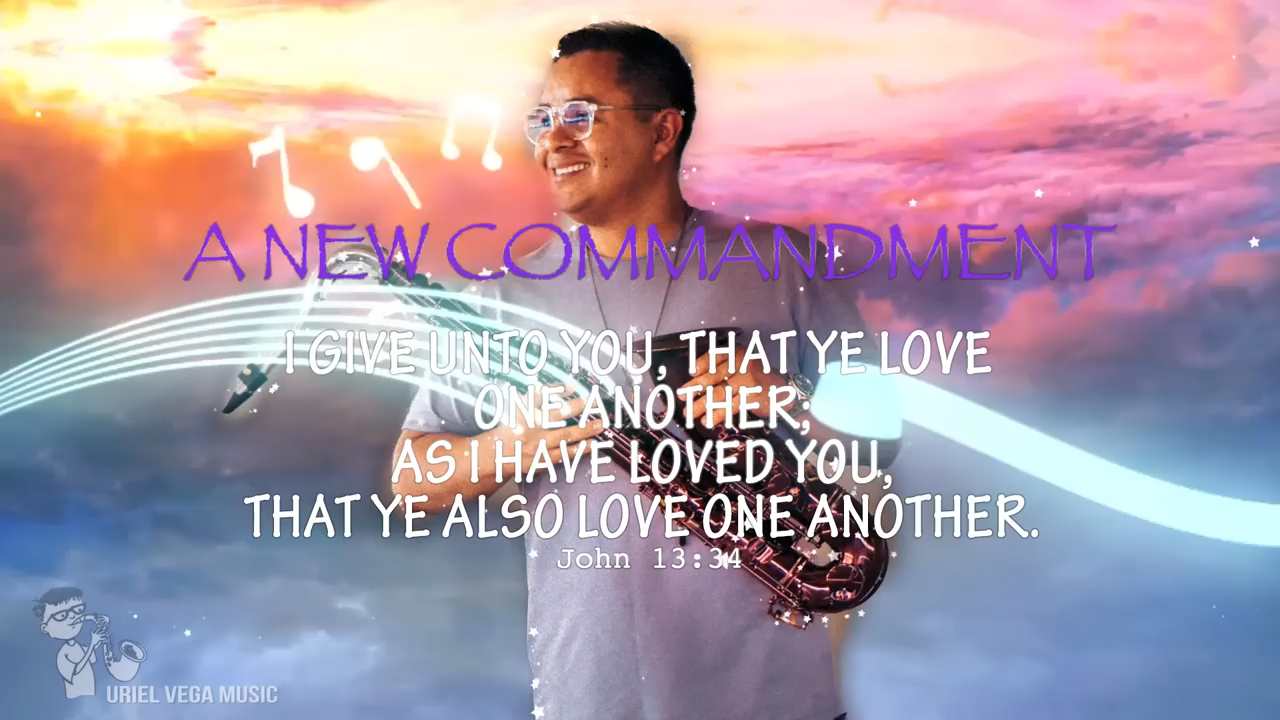 A NEW COMMANDMENT
I GIVE UNTO YOU, THAT YE LOVE
ONE ANOTHER;
AS I HAVE LOVED YOU,
THAT YE ALSO LOVE ONE ANOTHER.
John 13:34
URIEL VEGA MUSIC